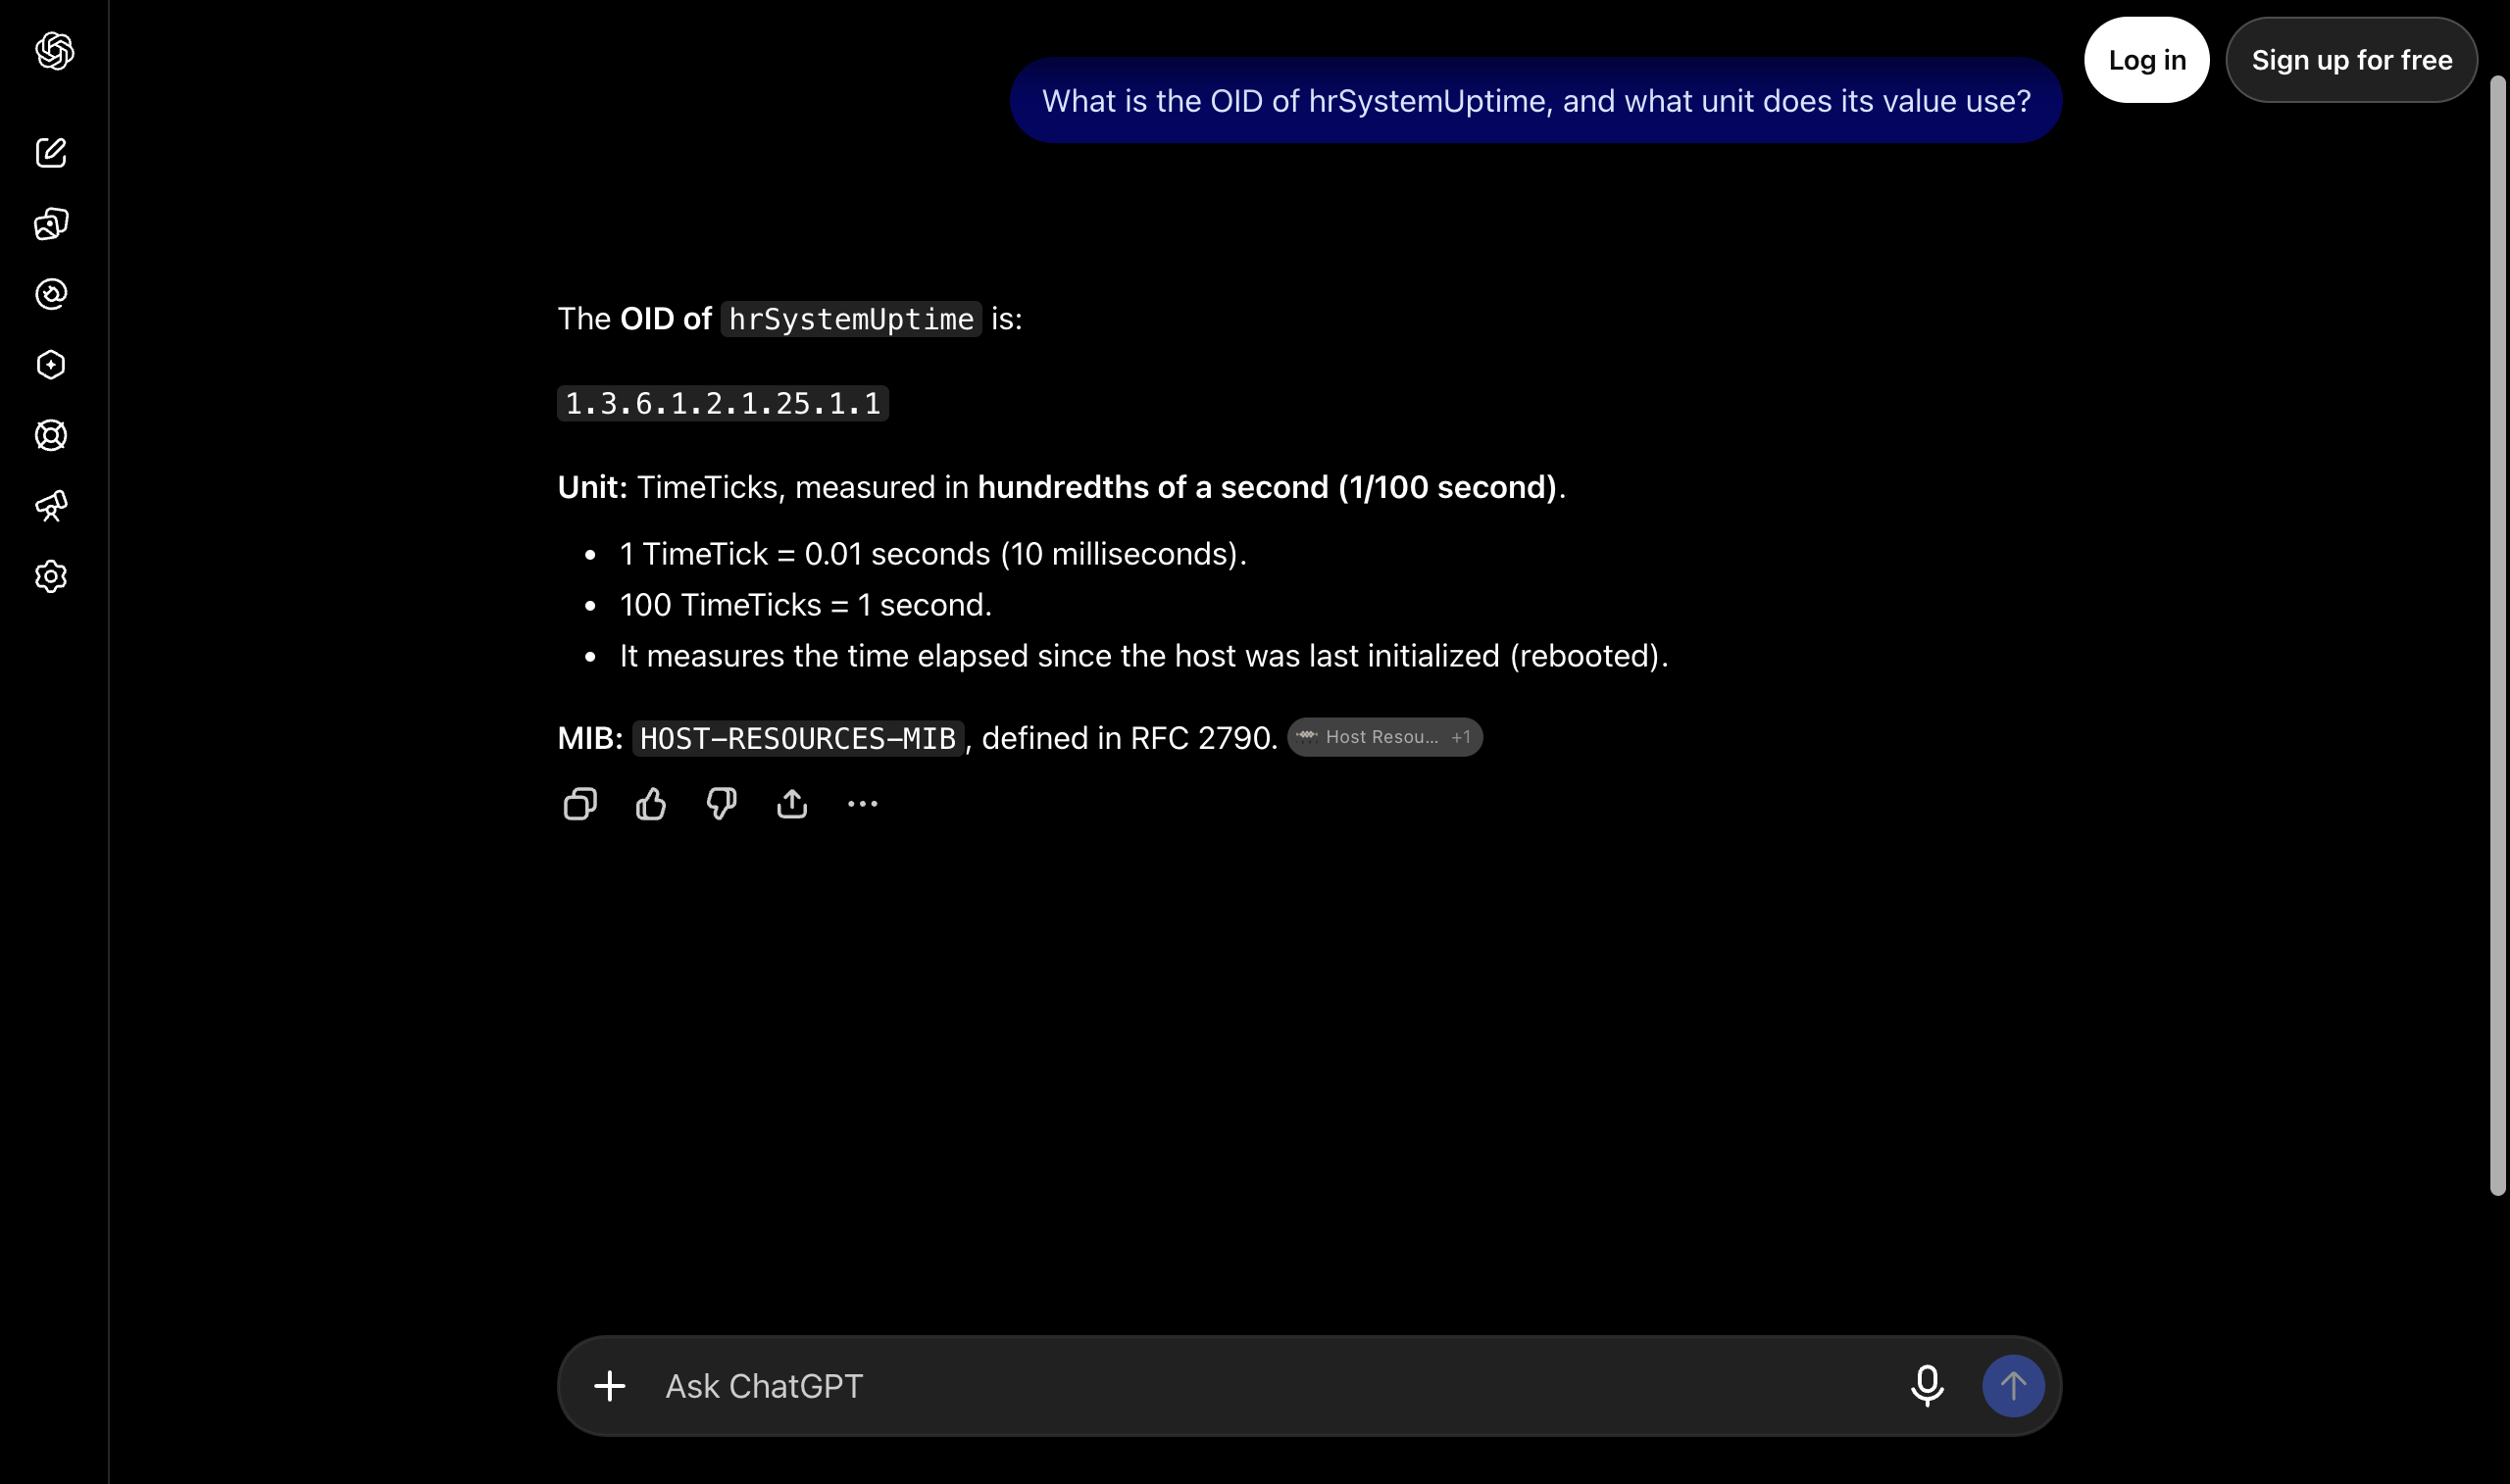 Log in
Sign up for free
What is the OID of hrSystemUptime, and what unit does its value use?
The OID of hrSystemUptime is:
1.3.6.1.2.1.25.1.1
Unit: TimeTicks, measured in hundredths of a second (1/100 second).
• 1 TimeTick = 0.01 seconds (10 milliseconds).
• 100 TimeTicks = 1 second.
• It measures the time elapsed since the host was last initialized (rebooted).
MIB: HOST-RESOURCES-MIB, defined in RFC 2790. Host Resou... +1
Ask ChatGPT